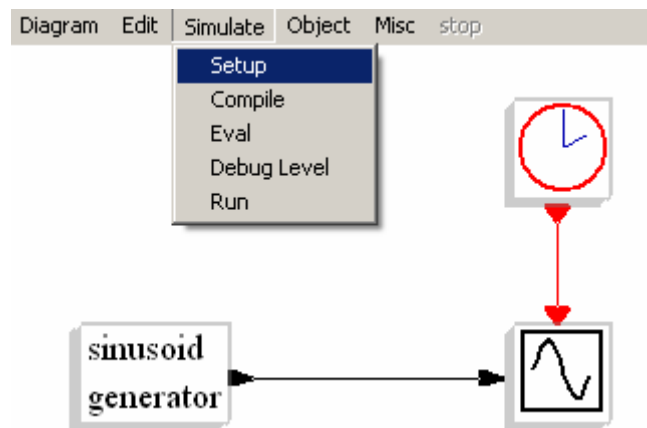 Diagram Edit Simulate Object Misc stop
Setup
Compile
Eval
Debug Level
Run
sinusoid
generator